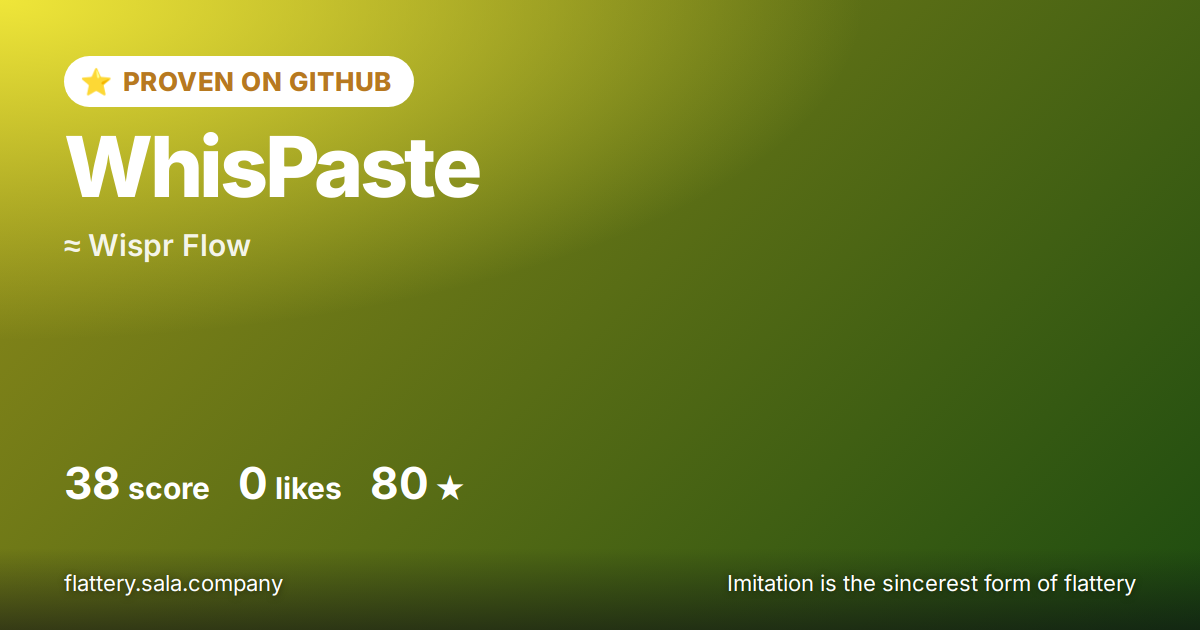 ⭐ PROVEN ON GITHUB
WhisPaste
≈ Wispr Flow
38 score 0 likes 80 ★
flattery.sala.company
Imitation is the sincerest form of flattery